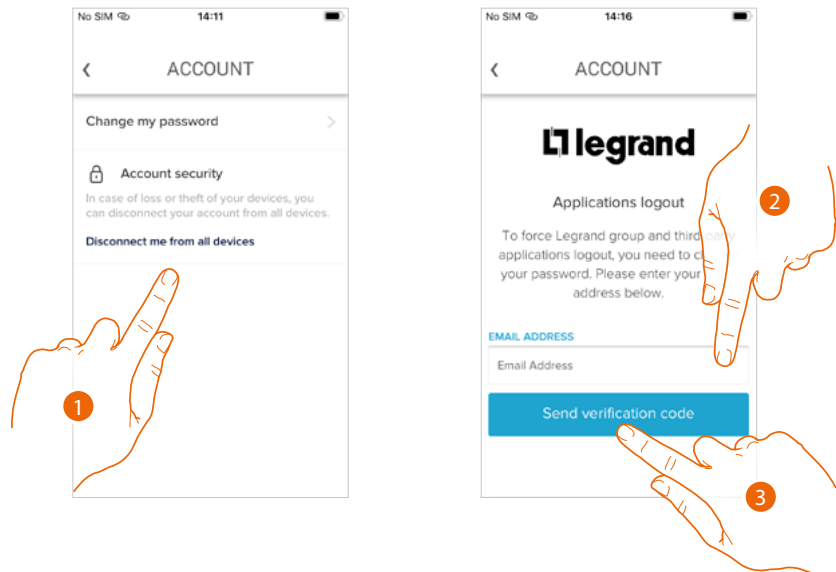 No SIM 14:11
ACCOUNT
Change my password
Account security
In case of loss or theft of your devices, you
can disconnect your account from all devices.
Disconnect me from all devices
1
No SIM 14:16
ACCOUNT
legrand
Applications logout
To force Legrand group and third
applications logout, you need to
your password. Please enter your
address below.
EMAIL ADDRESS
Email Address
Send verification code
2
3